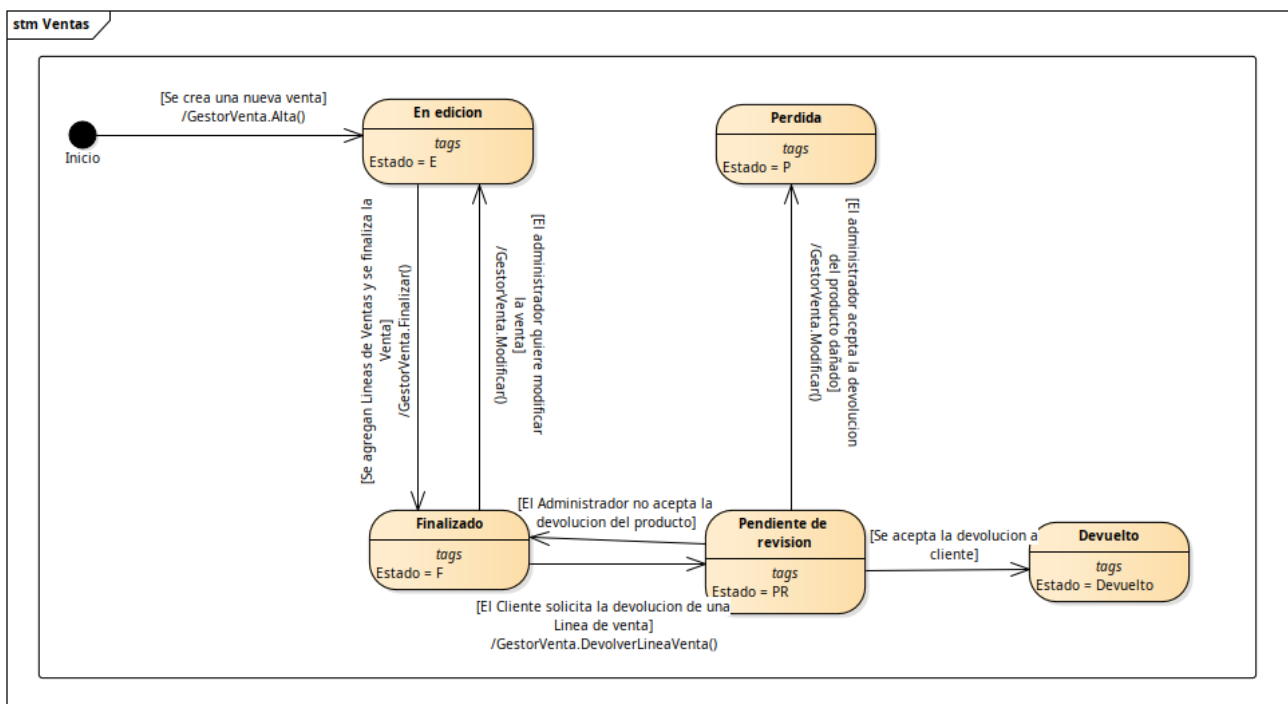 stm Ventas
[Se crea una nueva venta]
/GestorVenta.Alta()
Inicio
En edicion
tags
Estado = E
Perdida
tags
Estado = P
[Se agregan Lineas de Ventas y se finaliza la
Venta]
/GestorVenta.Finalizar()
[El administrador quiere modificar
la venta]
/GestorVenta.Modificar()
[El administrador acepta la devolucion
del producto dañado]
/GestorVenta.Modificar()
Finalizado
tags
Estado = F
[El Administrador no acepta la
devolucion del producto]
Pendiente de
revision
tags
Estado = PR
[Se acepta la devolucion a
cliente]
Devuelto
tags
Estado = Devuelto
[El Cliente solicita la devolucion de una
Linea de venta]
/GestorVenta.DevolverLineaVenta()